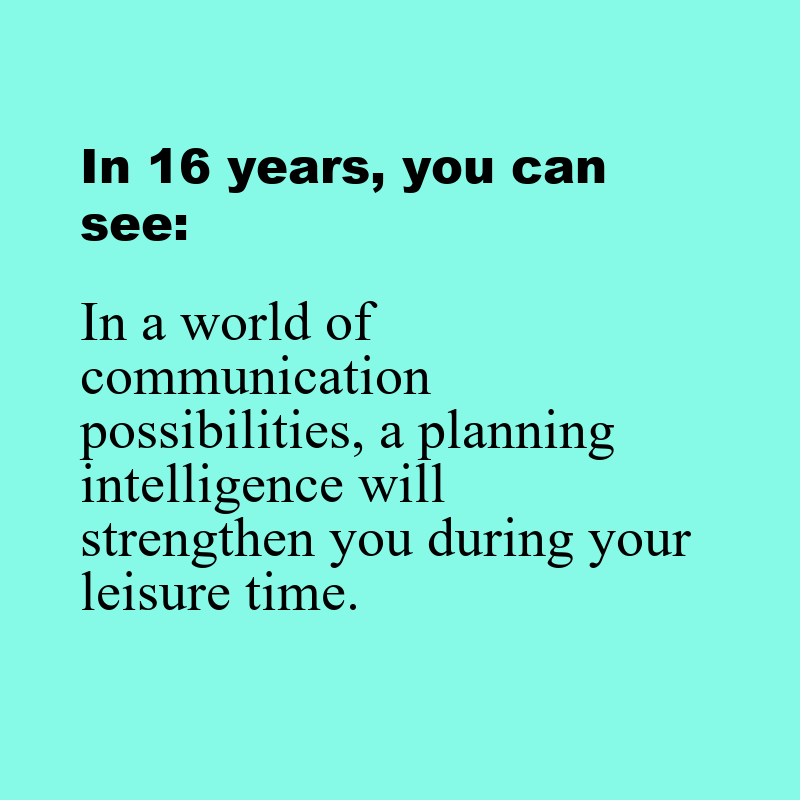 In 16 years, you can
see:
In a world of
communication
possibilities, a planning
intelligence will
strengthen you during your
leisure time.